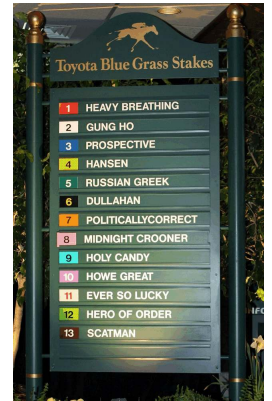 Toyota Blue Grass Stakes
1 HEAVY BREATHING
2 GUNG HO
3 PROSPECTIVE
4 HANSEN
5 RUSSIAN GREEK
6 DULLAHAN
7 POLITICALLYCORRECT
8 MIDNIGHT CROONER
9 HOLY CANDY
10 HOWE GREAT
11 EVER SO LUCKY
12 HERO OF ORDER
13 SCATMAN